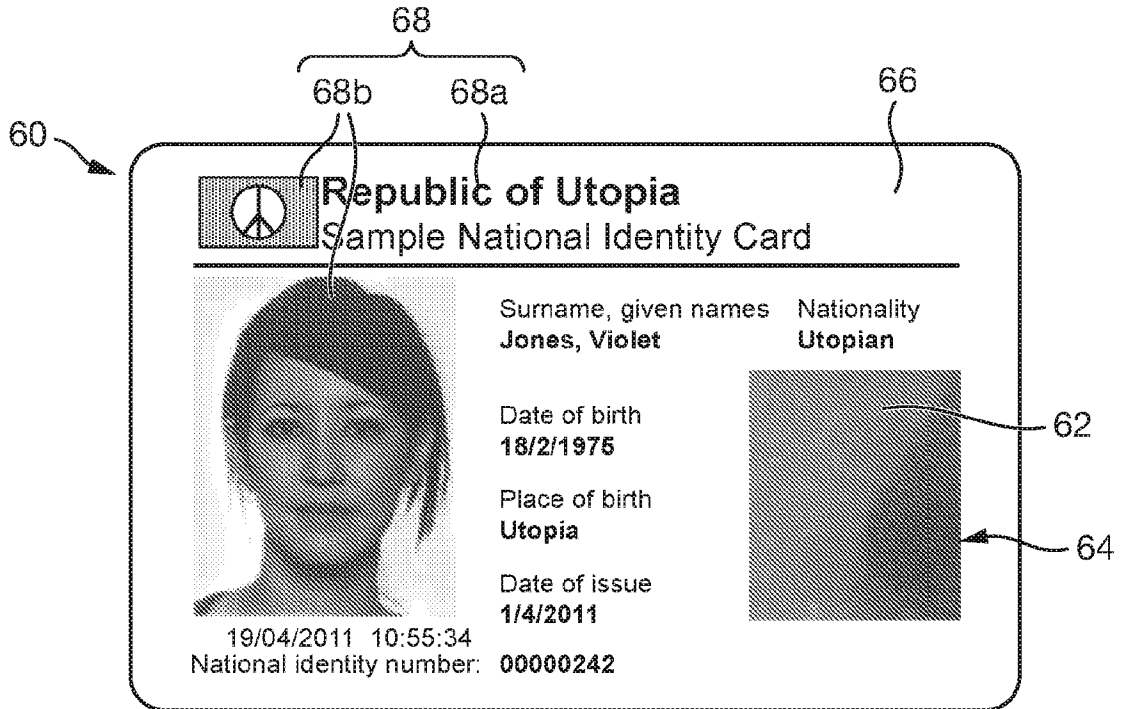 68
68b 68a
66
60
Republic of Utopia
Sample National Identity Card
Surname, given names
Jones, Violet
Nationality
Utopian
Date of birth
18/2/1975
62
Place of birth
Utopia
64
Date of issue
1/4/2011
19/04/2011 10:55:34
National identity number: 00000242